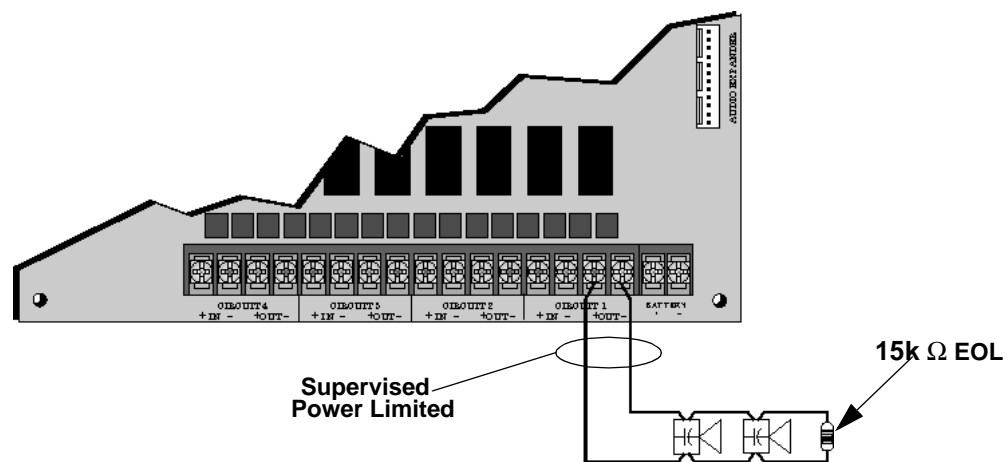 AUDIO EXPANDER
CIRCUIT 4
CIRCUIT 3
CIRCUIT 2
CIRCUIT 1
BATTERY
+ IN - +OUT-
+ IN - +OUT-
+ IN - +OUT-
+ IN - +OUT-
+ -
15k Ω EOL
Supervised
Power Limited